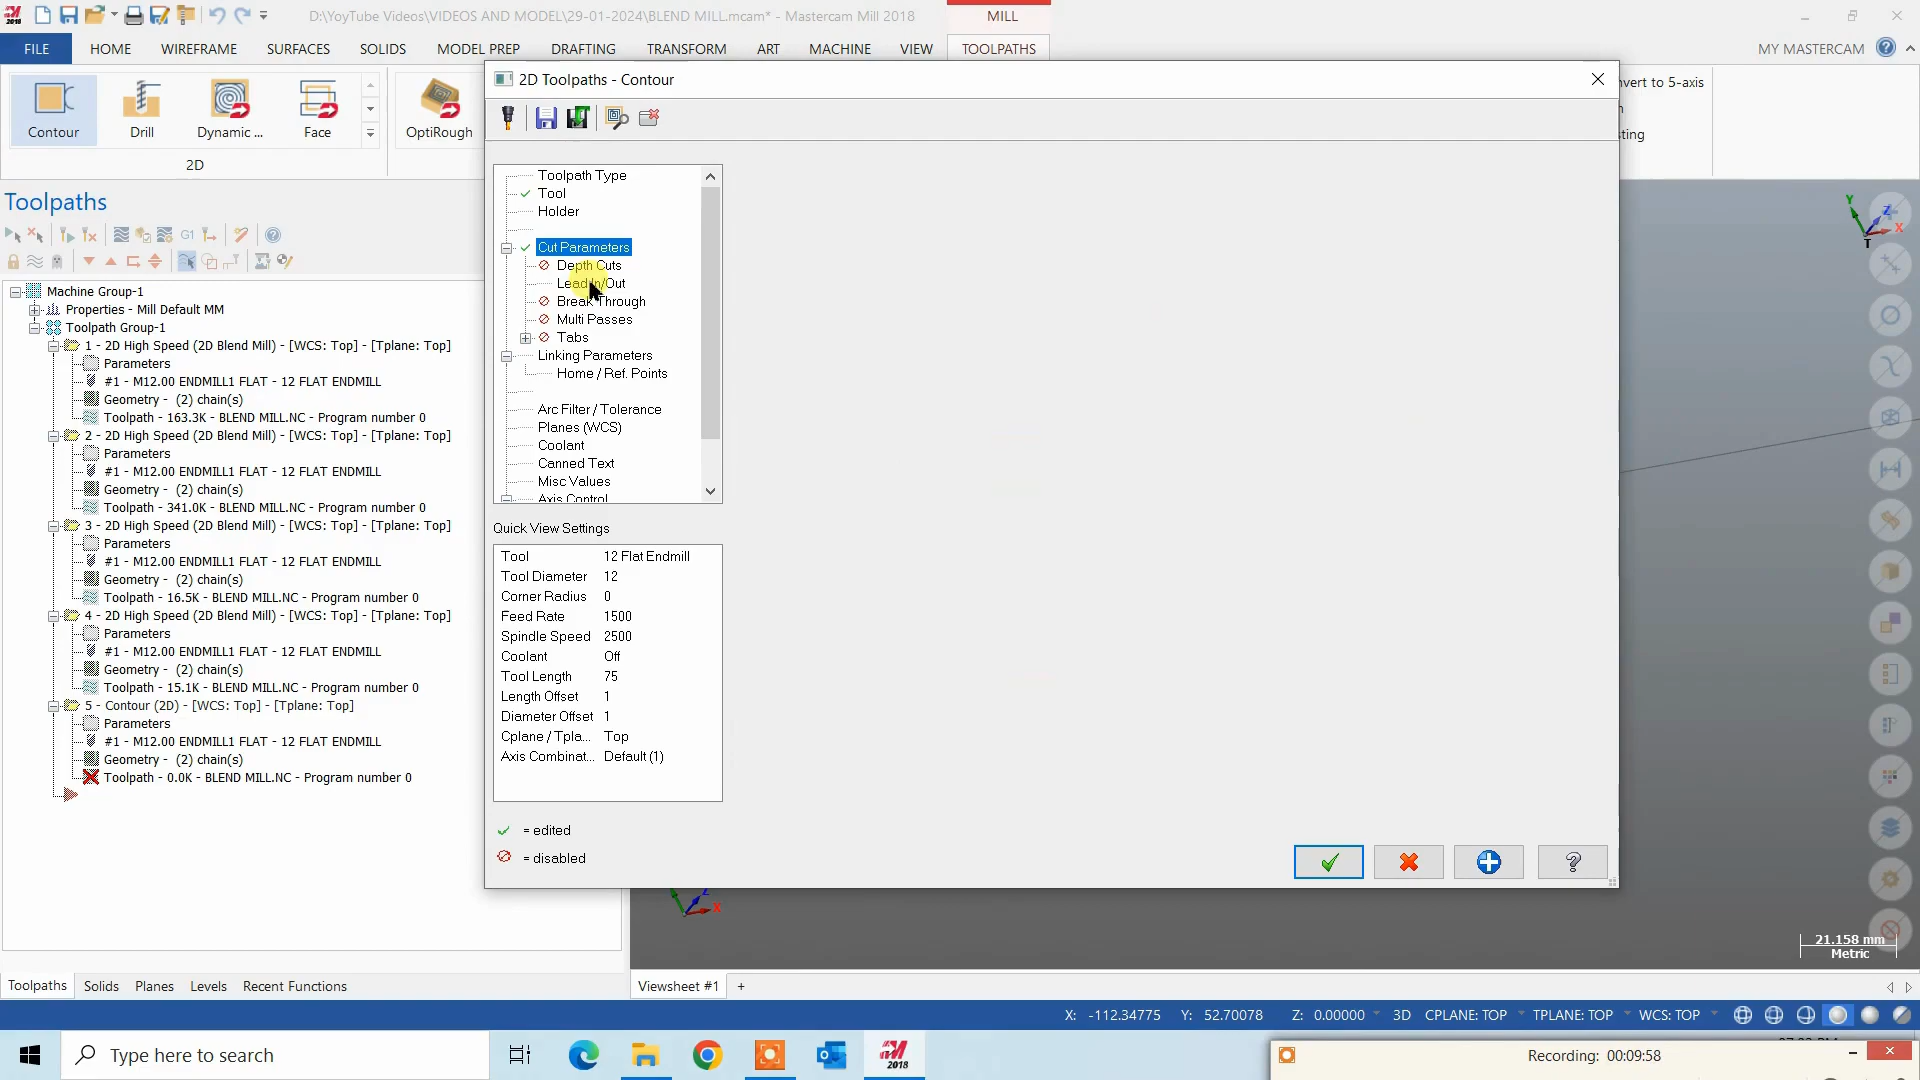 2018
D:\YoyTube Videos\VIDEOS AND MODEL\29-01-2024\BLEND MILL.mcam* - Mastercam Mill 2018
MILL
FILE HOME WIREFRAME SURFACES SOLIDS MODEL PREP DRAFTING TRANSFORM ART MACHINE VIEW TOOLPATHS MY MASTERCAM
2D Toolpaths - Contour
vert to 5-axis
Contour Drill Dynamic ... Face OptiRough
ting
2D
Toolpaths
G1
Machine Group-1
Properties - Mill Default MM
Toolpath Group-1
1 - 2D High Speed (2D Blend Mill) - [WCS: Top] - [Tplane: Top]
Parameters
#1 - M12.00 ENDMILL1 FLAT - 12 FLAT ENDMILL
Geometry - (2) chain(s)
Toolpath - 163.3K - BLEND MILL.NC - Program number 0
2 - 2D High Speed (2D Blend Mill) - [WCS: Top] - [Tplane: Top]
Parameters
#1 - M12.00 ENDMILL1 FLAT - 12 FLAT ENDMILL
Geometry - (2) chain(s)
Toolpath - 341.0K - BLEND MILL.NC - Program number 0
3 - 2D High Speed (2D Blend Mill) - [WCS: Top] - [Tplane: Top]
Parameters
#1 - M12.00 ENDMILL1 FLAT - 12 FLAT ENDMILL
Geometry - (2) chain(s)
Toolpath - 16.5K - BLEND MILL.NC - Program number 0
4 - 2D High Speed (2D Blend Mill) - [WCS: Top] - [Tplane: Top]
Parameters
#1 - M12.00 ENDMILL1 FLAT - 12 FLAT ENDMILL
Geometry - (2) chain(s)
Toolpath - 15.1K - BLEND MILL.NC - Program number 0
5 - Contour (2D) - [WCS: Top] - [Tplane: Top]
Parameters
#1 - M12.00 ENDMILL1 FLAT - 12 FLAT ENDMILL
Geometry - (2) chain(s)
Toolpath - 0.0K - BLEND MILL.NC - Program number 0
Toolpath Type
Tool
Holder
Cut Parameters
Depth Cuts
Lead In/Out
Break Through
Multi Passes
Tabs
Linking Parameters
Home / Ref. Points
Arc Filter / Tolerance
Planes (WCS)
Coolant
Canned Text
Misc Values
Axis Control
Quick View Settings
Tool 12 Flat Endmill
Tool Diameter 12
Corner Radius 0
Feed Rate 1500
Spindle Speed 2500
Coolant Off
Tool Length 75
Length Offset 1
Diameter Offset 1
Cplane / Tpla... Top
Axis Combinat... Default (1)
= edited
= disabled
Y Z X
T
X
21.158 mm
Metric
Toolpaths Solids Planes Levels Recent Functions Viewsheet #1 +
X: -112.34775 Y: 52.70078 Z: 0.00000 3D CPLANE: TOP TPLANE: TOP WCS: TOP
Type here to search
2018
Recording: 00:09:58